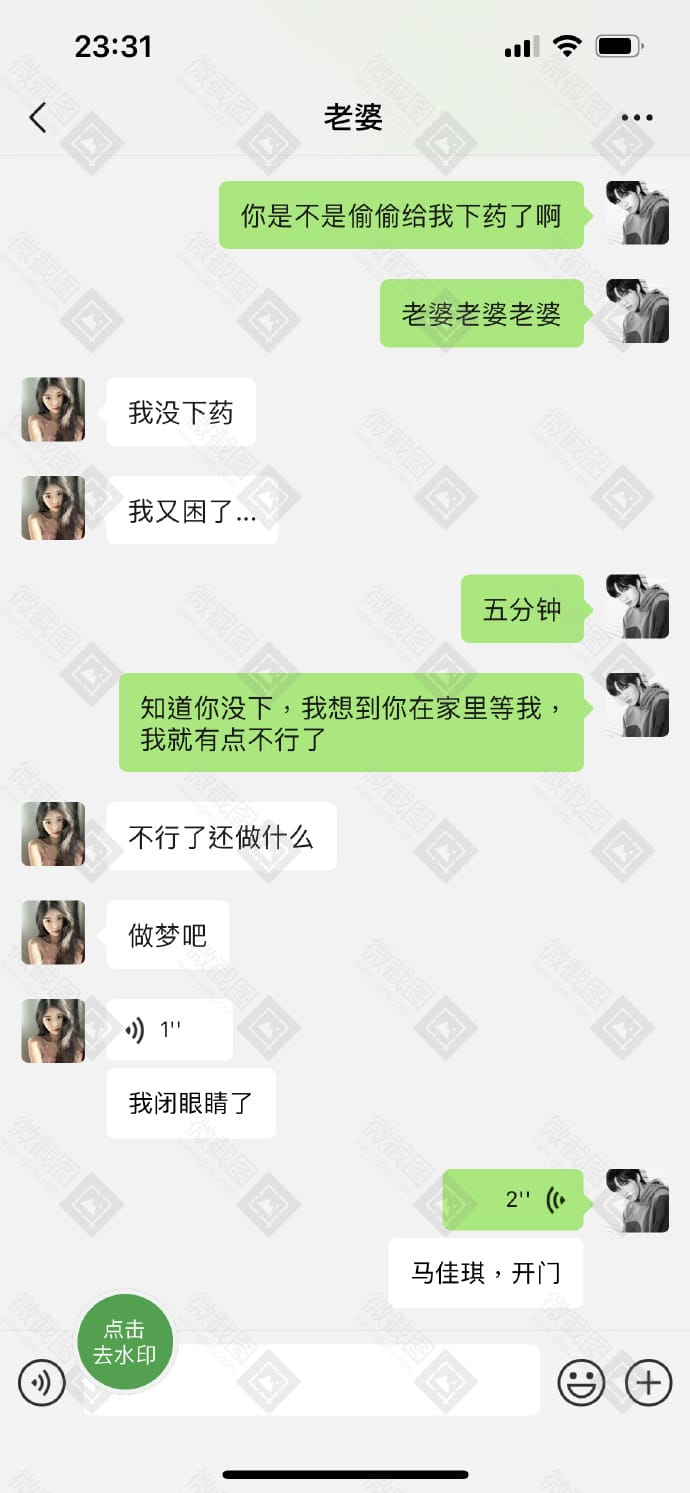 23:31
老婆
你是不是偷偷给我下药了啊
老婆老婆老婆
我没下药
我又困了...
五分钟
知道你没下，我想到你在家里等我，
我就有点不行了
不行了还做什么
做梦吧
1''
我闭眼睛了
2''
马佳琪，开门
点击
去水印
微截图